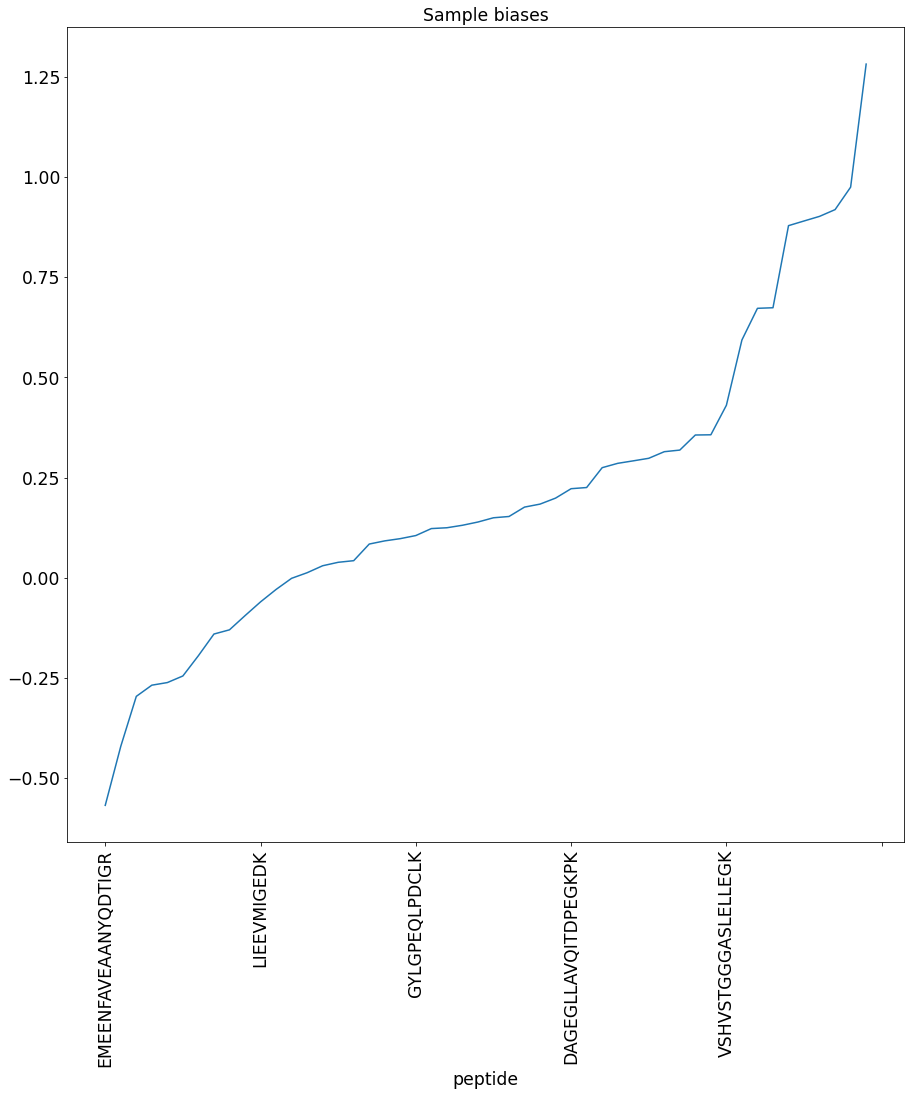 Sample biases
1.25
1.00
0.75
0.50
0.25
0.00
−0.25
−0.50
EMEENFAVEAANYQDTIGR
LIEEVMIGEDK
GYLGPEQLPDCLK
DAGEGLLAVQITDPEGKPK
VSHVSTGGGASLELLEGK
peptide